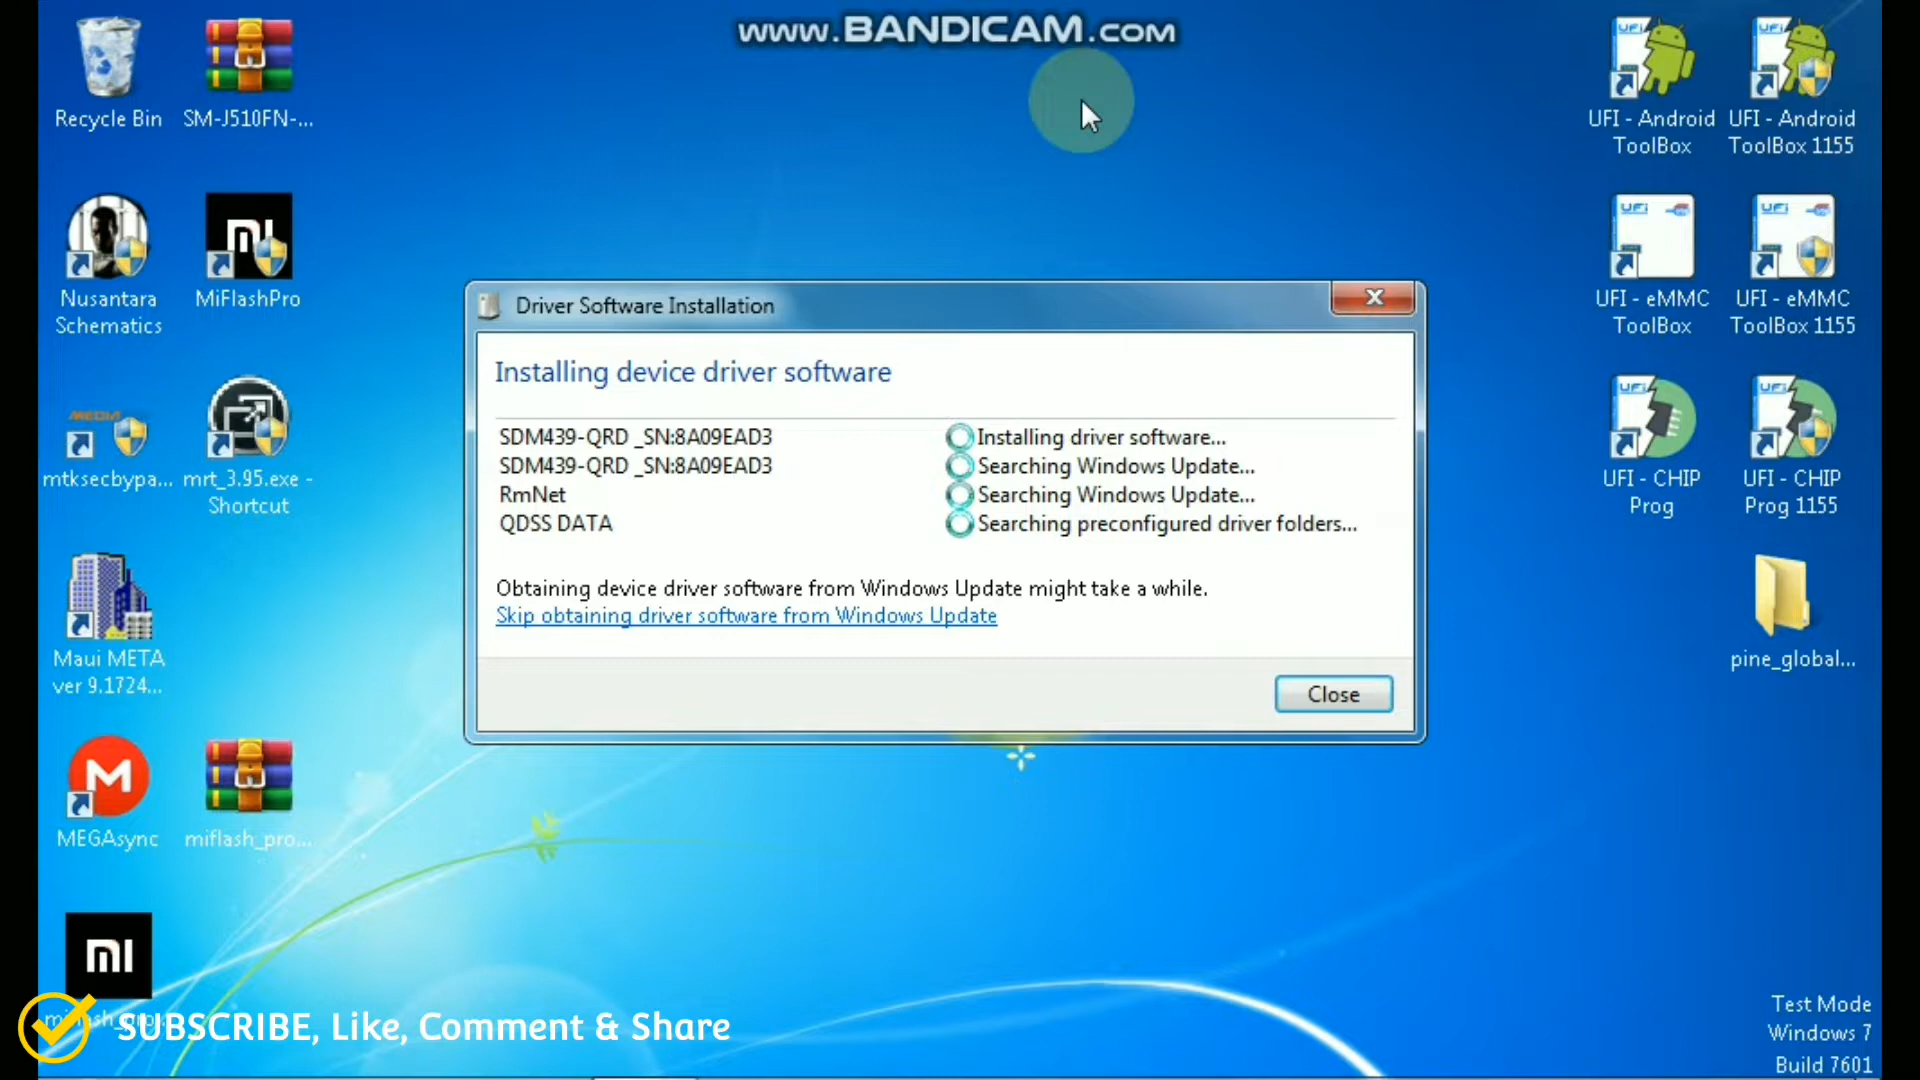 www.BANDICAM.com
Recycle Bin
SM-J510FN-...
Nusantara
Schematics
MiFlashPro
mtksecbypa...
mrt_3.95.exe -
Shortcut
Maui META
ver 9.1724...
MEGAsync
miflash_pro...
UFI - Android
ToolBox
UFI - Android
ToolBox 1155
UFI - eMMC
ToolBox
UFI - eMMC
ToolBox 1155
UFI - CHIP
Prog
UFI - CHIP
Prog 1155
pine_global...
Driver Software Installation
Installing device driver software
SDM439-QRD _SN:8A09EAD3 Installing driver software...
SDM439-QRD _SN:8A09EAD3 Searching Windows Update...
RmNet Searching Windows Update...
QDSS DATA Searching preconfigured driver folders...
Obtaining device driver software from Windows Update might take a while.
Skip obtaining driver software from Windows Update
Close
SUBSCRIBE, Like, Comment & Share
Test Mode
Windows 7
Build 7601